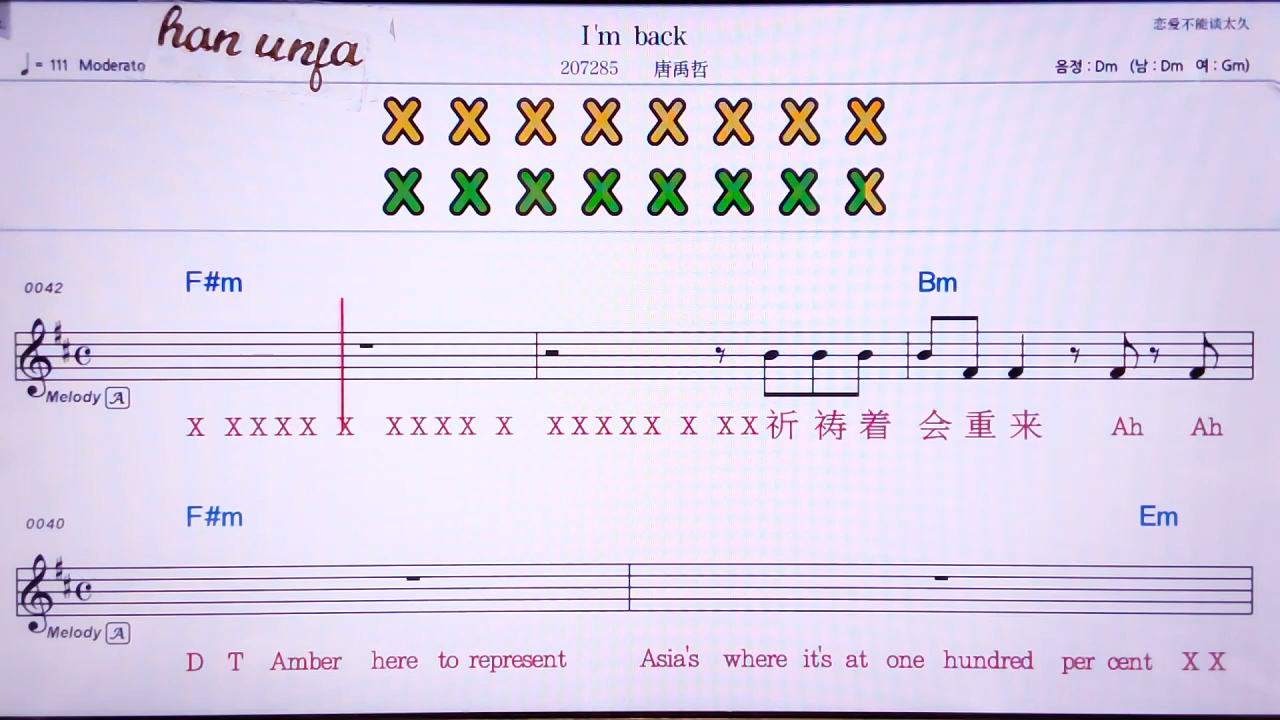 han unfa
I'm back
恋爱不能谈太久
♩ = 111 Moderato
207285 唐禹哲
음정 : Dm (남 : Dm 여 : Gm)
X X X X X X X X
X X X X X X X X
0042 F#m Bm
Melody A
X XXXX X XXXX X XXXXX X XX祈 祷 着 会 重 来 Ah Ah
0040 F#m Em
Melody A
D T Amber here to represent Asia's where it's at one hundred per cent X X